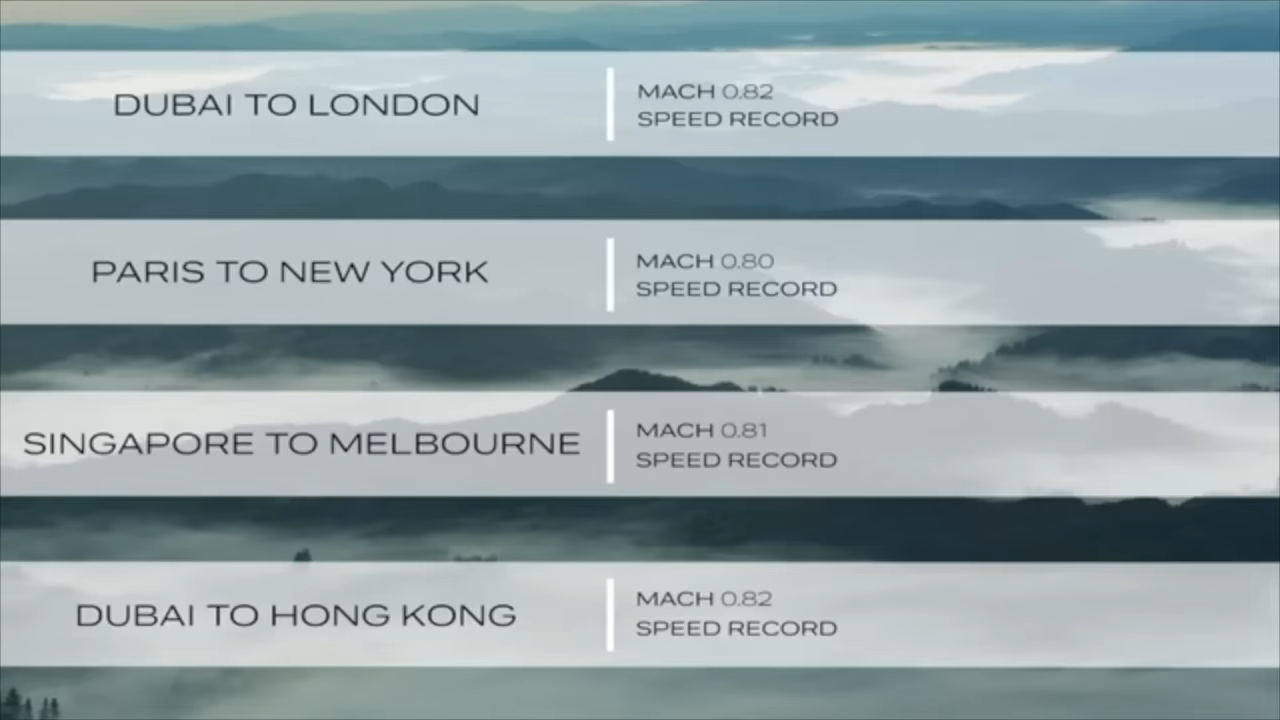 DUBAI TO LONDON
MACH 0.82
SPEED RECORD
PARIS TO NEW YORK
MACH 0.80
SPEED RECORD
SINGAPORE TO MELBOURNE
MACH 0.81
SPEED RECORD
DUBAI TO HONG KONG
MACH 0.82
SPEED RECORD